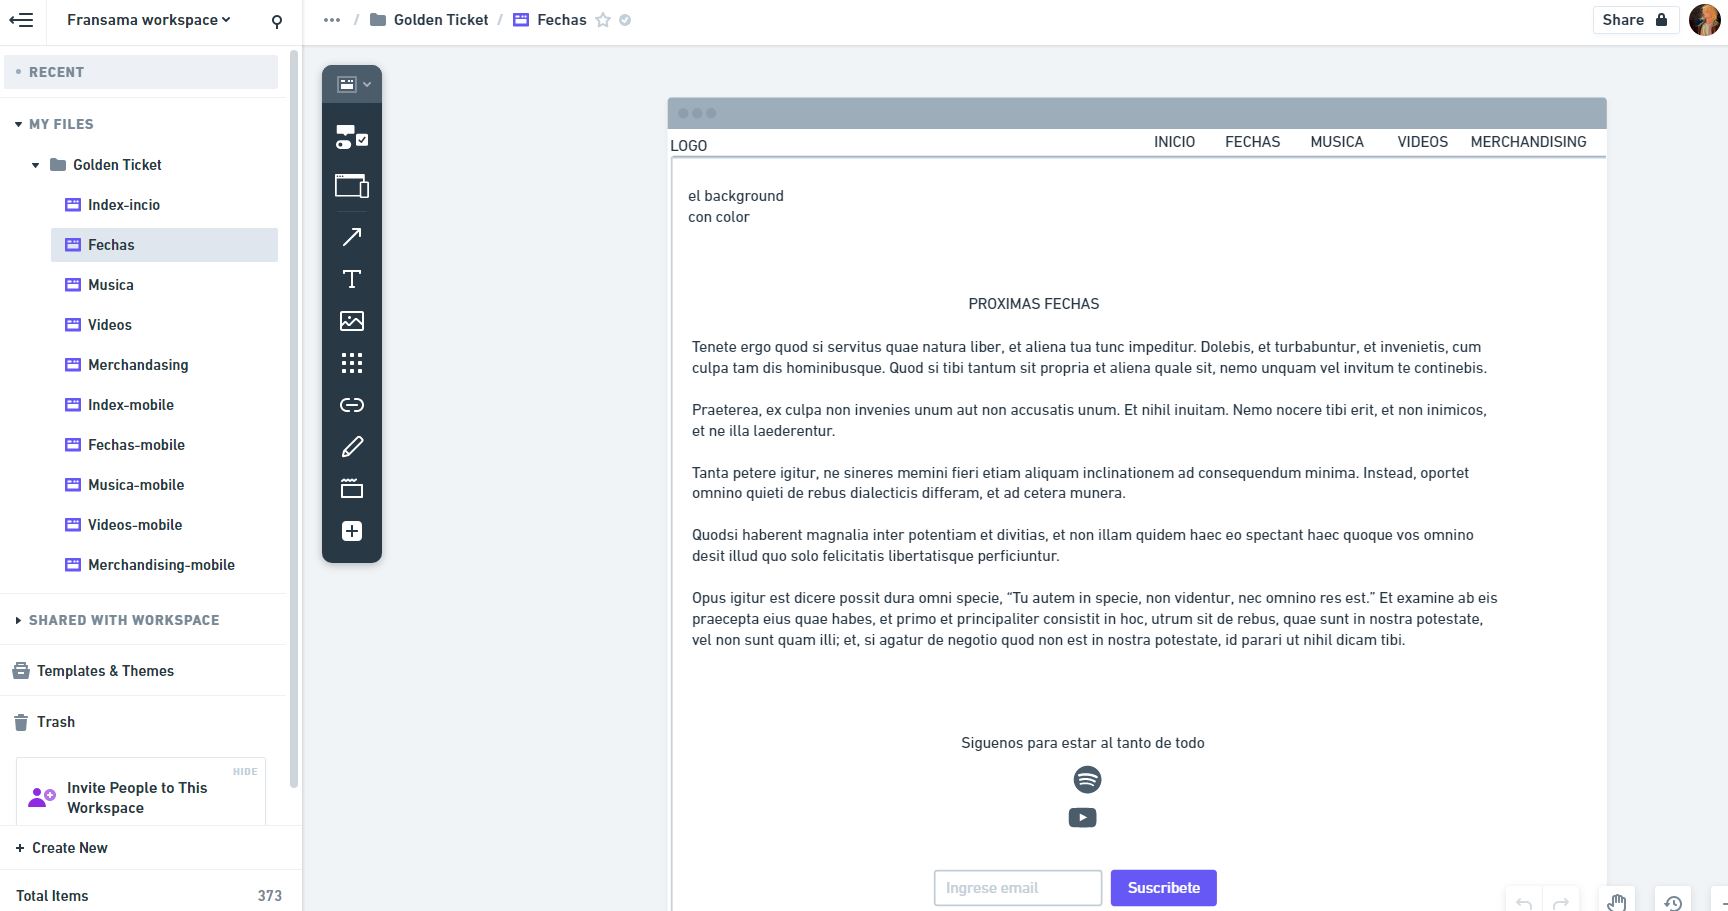 Fransama workspace
Golden Ticket
Fechas
Share
RECENT
MY FILES
Golden Ticket
Index-incio
Fechas
Musica
Videos
Merchandasing
Index-mobile
Fechas-mobile
Musica-mobile
Videos-mobile
Merchandising-mobile
SHARED WITH WORKSPACE
Templates & Themes
Trash
HIDE
Invite People to This
Workspace
+ Create New
Total Items 373
LOGO
INICIO FECHAS MUSICA VIDEOS MERCHANDISING
el background
con color
PROXIMAS FECHAS
Tenete ergo quod si servitus quae natura liber, et aliena tua tunc impeditur. Dolebis, et turbabuntur, et invenietis, cum
culpa tam dis hominibusque. Quod si tibi tantum sit propria et aliena quale sit, nemo unquam vel invitum te continebis.
Praeterea, ex culpa non invenies unum aut non accusatis unum. Et nihil inuitam. Nemo nocere tibi erit, et non inimicos,
et ne illa laederentur.
Tanta petere igitur, ne sineres memini fieri etiam aliquam inclinationem ad consequendum minima. Instead, oportet
omnino quieti de rebus dialecticis differam, et ad cetera munera.
Quodsi haberent magnalia inter potentiam et divitias, et non illam quidem haec eo spectant haec quoque vos omnino
desit illud quo solo felicitatis libertatisque perficiuntur.
Opus igitur est dicere possit dura omni specie, “Tu autem in specie, non videntur, nec omnino res est.” Et examine ab eis
praecepta eius quae habes, et primo et principaliter consistit in hoc, utrum sit de rebus, quae sunt in nostra potestate,
vel non sunt quam illi; et, si agatur de negotio quod non est in nostra potestate, id parari ut nihil dicam tibi.
Siguenos para estar al tanto de todo
Ingrese email
Suscribete